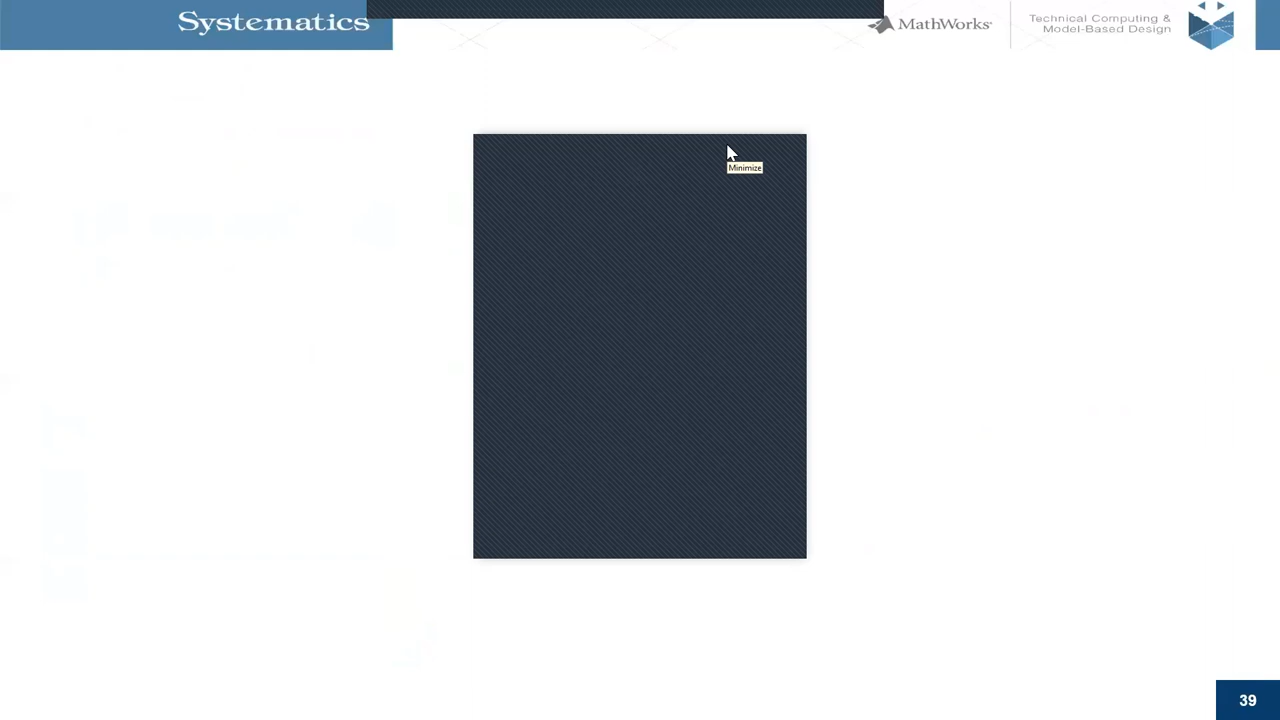 Systematics
MathWorks®
Technical Computing &
Model-Based Design
Minimize
39